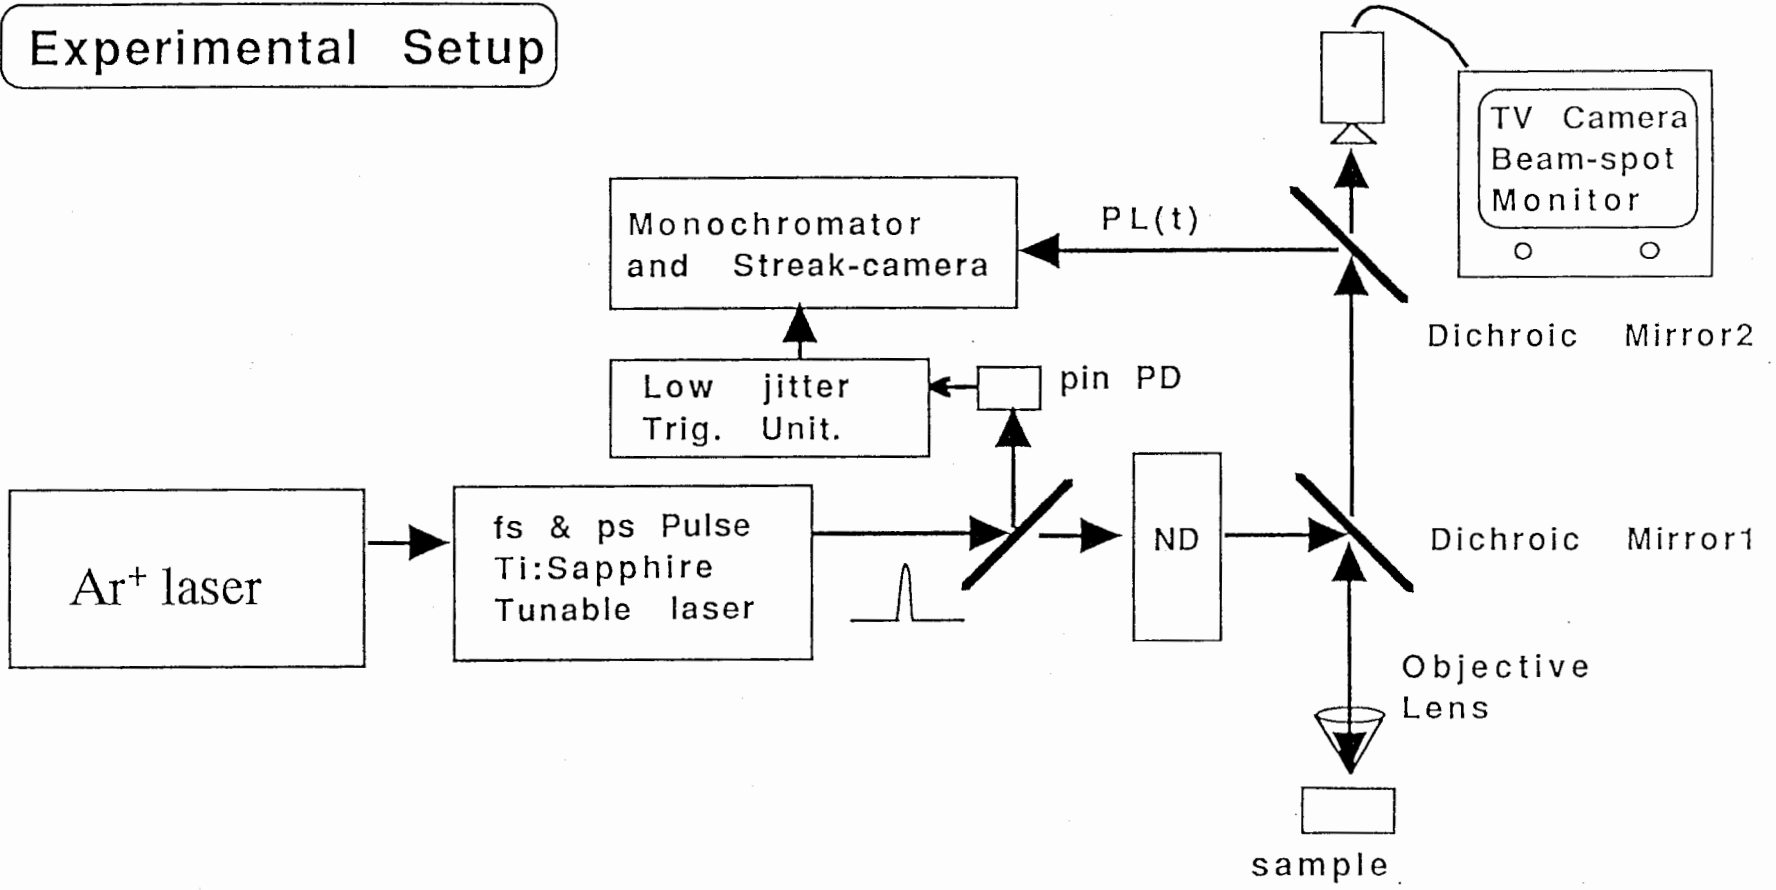 Experimental Setup
TV Camera
Beam-spot
Monitor
Monochromator
and Streak-camera
PL(t)
Dichroic Mirror2
Low jitter
Trig. Unit.
pin PD
Ar+ laser
fs & ps Pulse
Ti:Sapphire
Tunable laser
ND
Dichroic Mirror1
Objective
Lens
sample